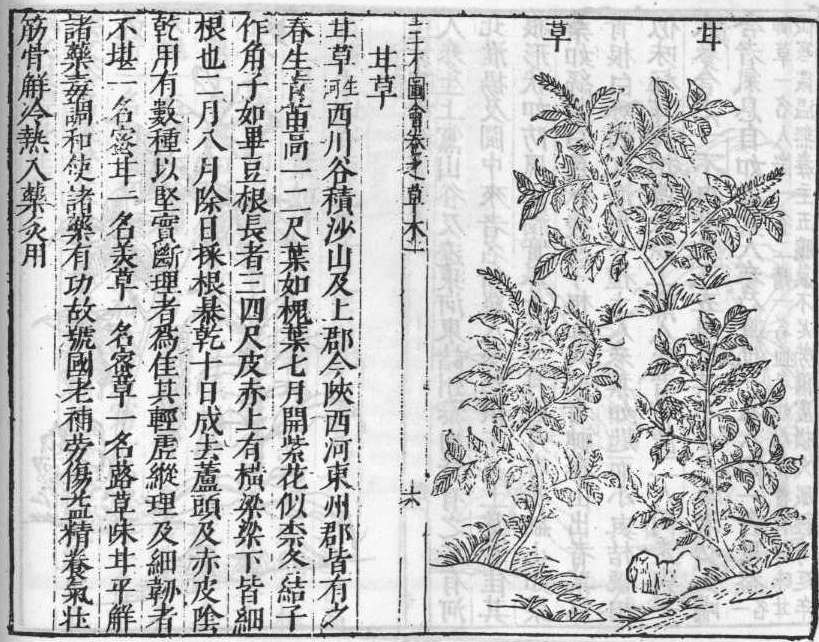 甘草
三才圖會卷之草木一
六
甘草
甘草生河西川谷積沙山及上郡今陝西河東州郡皆有之
春生青苗高一二尺葉如槐葉七月開紫花似柰冬結子
作角子如畢豆根長者三四尺皮赤上有橫梁梁下皆細
根也二月八月除日採根暴乾十日成去蘆頭及赤皮陰
乾用有數種以堅實斷理者為佳其輕虛縱理及細韌者
不堪一名蜜甘一名美草一名蜜草一名蕗草味甘平解
諸藥毒調和使諸藥有功故號國老補勞傷益精養氣壯
筋骨解冷熱入藥炙用